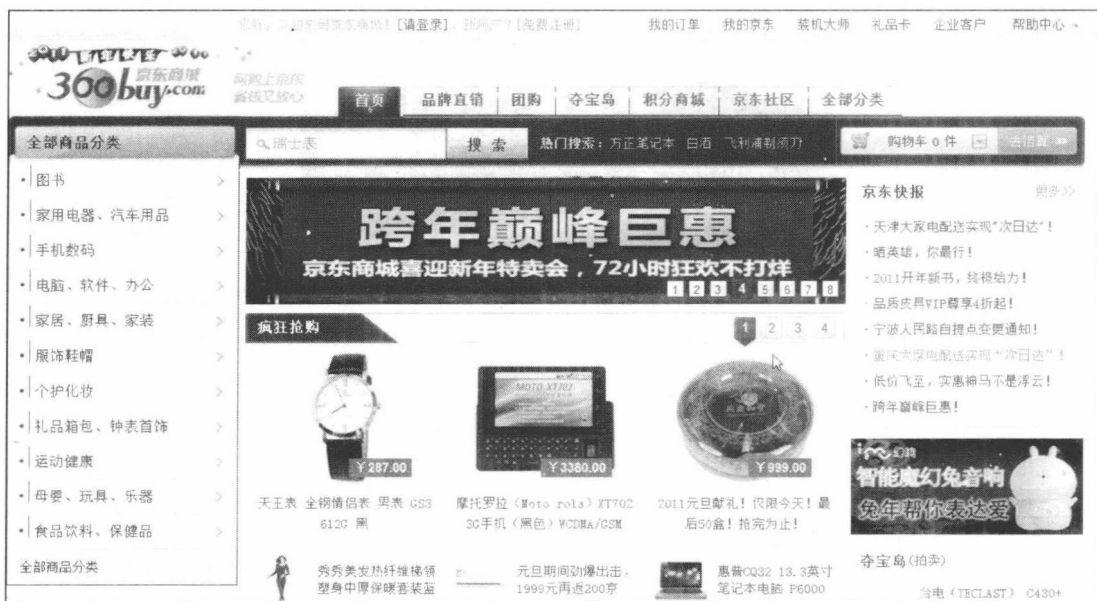 [请登录]
我的订单 我的京东 装机大师 礼品卡 企业客户 帮助中心
京东商城
360buy.com
网购上京东
省钱又放心
首页 品牌直销 团购 夺宝岛 积分商城 京东社区 全部分类
全部商品分类
瑞士表 搜索 热门搜索：方正笔记本 白酒 飞利浦剃须刀
购物车 0 件
图书
家用电器、汽车用品
手机数码
电脑、软件、办公
家居、厨具、家装
服饰鞋帽
个护化妆
礼品箱包、钟表首饰
运动健康
母婴、玩具、乐器
食品饮料、保健品
全部商品分类
跨年巅峰巨惠
京东商城喜迎新年特卖会，72小时狂欢不打烊
1 2 3 4 5 6 7 8
疯狂抢购
1 2 3 4
￥287.00
天王表 全钢情侣表 男表 GS3
612G 黑
MOTO XT702
￥3380.00
摩托罗拉（Moto rola）XT702
3G手机（黑色）WCDMA/GSM
￥999.00
2011元旦献礼！仅限今天！最
后50盒！抢完为止！
秀秀美发热纤维梯领
塑身中厚保暖套装蓝
元旦期间劲爆出击，
1999元再返200京
惠普CQ32 13.3英寸
笔记本电脑 P6000
京东快报 更多>>
·天津大家电配送实现"次日达"！
·晒英雄，你最行！
·2011开年新书，终极给力！
·品质皮具VIP尊享4折起！
·宁波人民路自提点变更通知！
·重庆大家电配送实现"次日达"！
·低价飞至，实惠神马不是浮云！
·跨年巅峰巨惠！
智能魔幻兔音响
兔年帮你表达爱
夺宝岛(拍卖)
台电（TECLAST） C430+